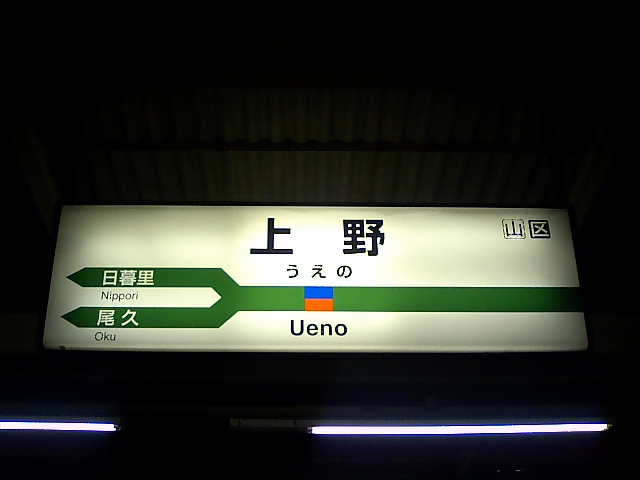 上野
山区
うえの
日暮里
Nippori
尾久
Oku
Ueno